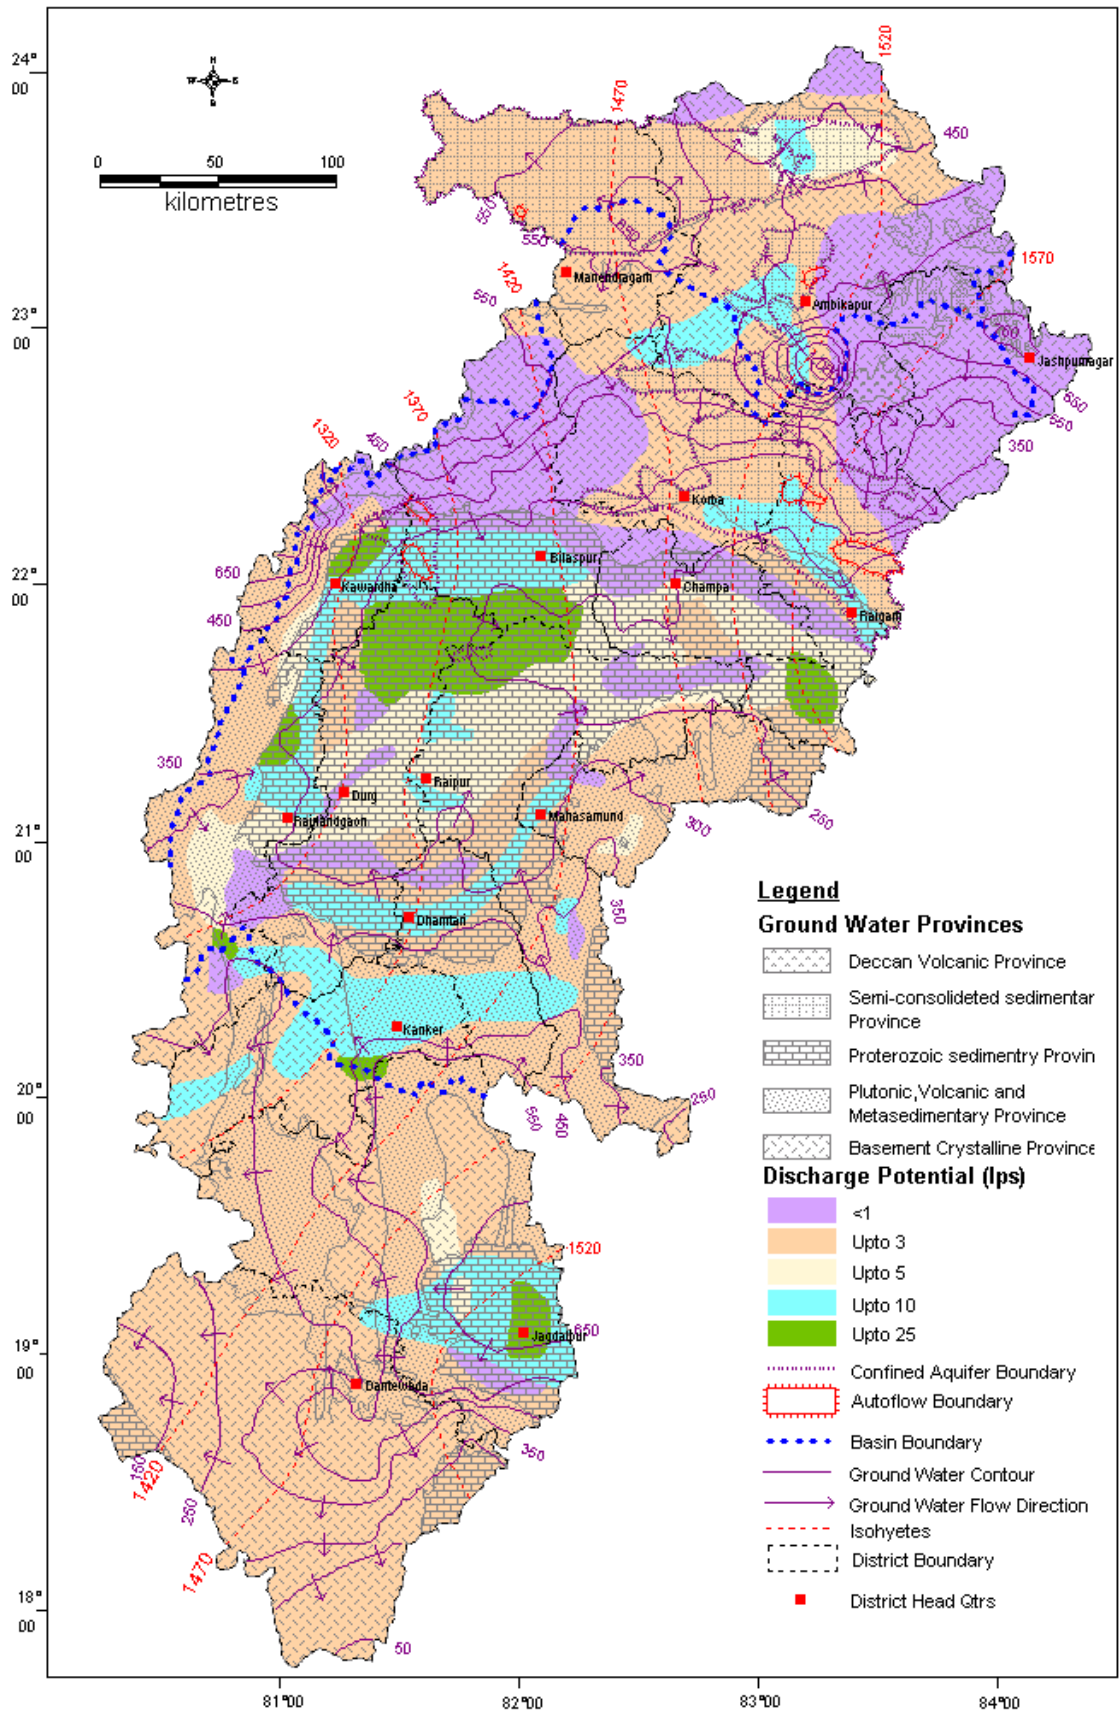 24°
00
N
W
E
S
0 50 100
kilometres
1470
1520
450
550
550
850
Manendragarh
1420
550
1570
Ambikapur
23°
00
Jashpurnagar
650
550
350
1370
1320
450
Korba
Bilaspur
650
22°
00
Kawardha
Champa
Raigarh
450
350
Raipur
Durg
Rajnandgaon
Mahasamund
300
250
21°
00
350
Dhamtari
Kanker
350
20°
00
250
550
450
1520
Jagdalpur
650
19°
00
Dantewada
350
150
1420
250
1470
18°
00
50
81°00
82°00
83°00
84°00
Legend
Ground Water Provinces
Deccan Volcanic Province
Semi-consolideted sedimentar
Province
Proterozoic sedimentry Provin
Plutonic,Volcanic and
Metasedimentary Province
Basement Crystalline Province
Discharge Potential (lps)
<1
Upto 3
Upto 5
Upto 10
Upto 25
Confined Aquifer Boundary
Autoflow Boundary
Basin Boundary
Ground Water Contour
Ground Water Flow Direction
Isohyetes
District Boundary
District Head Qtrs